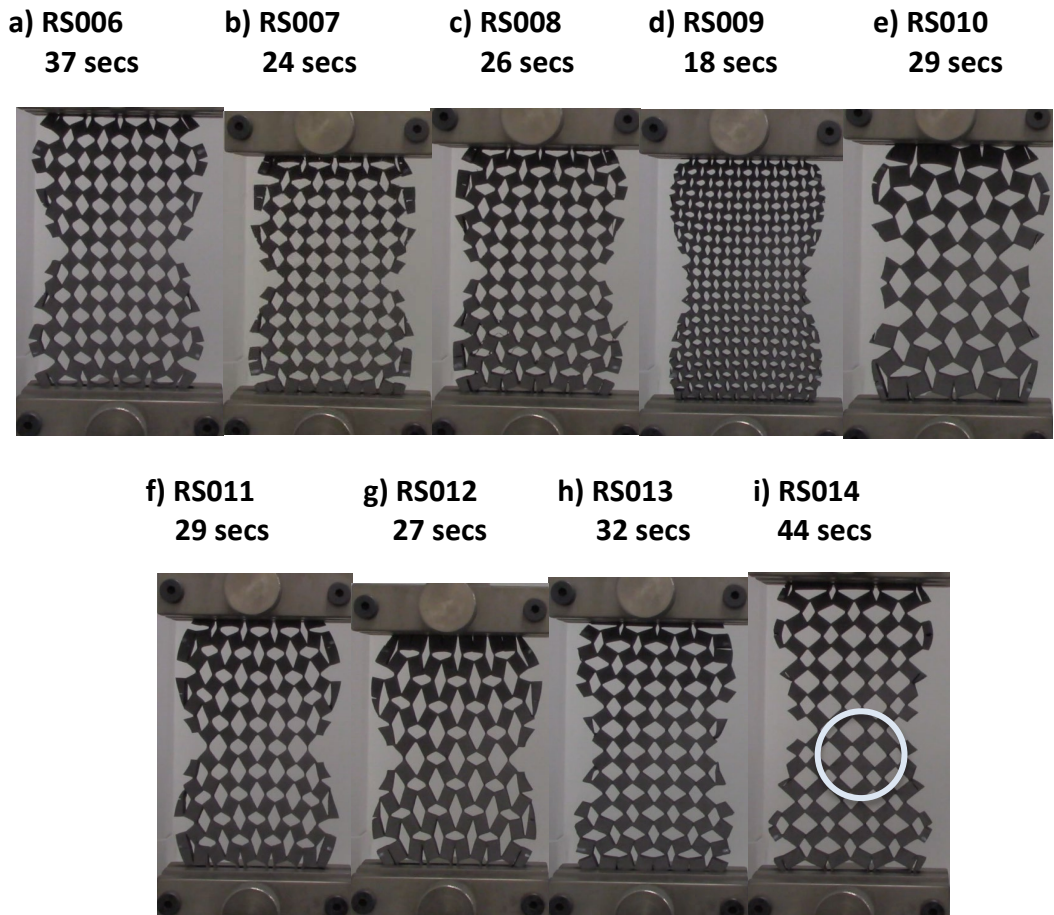 a) RS006
37 secs
b) RS007
24 secs
c) RS008
26 secs
d) RS009
18 secs
e) RS010
29 secs
f) RS011
29 secs
g) RS012
27 secs
h) RS013
32 secs
i) RS014
44 secs